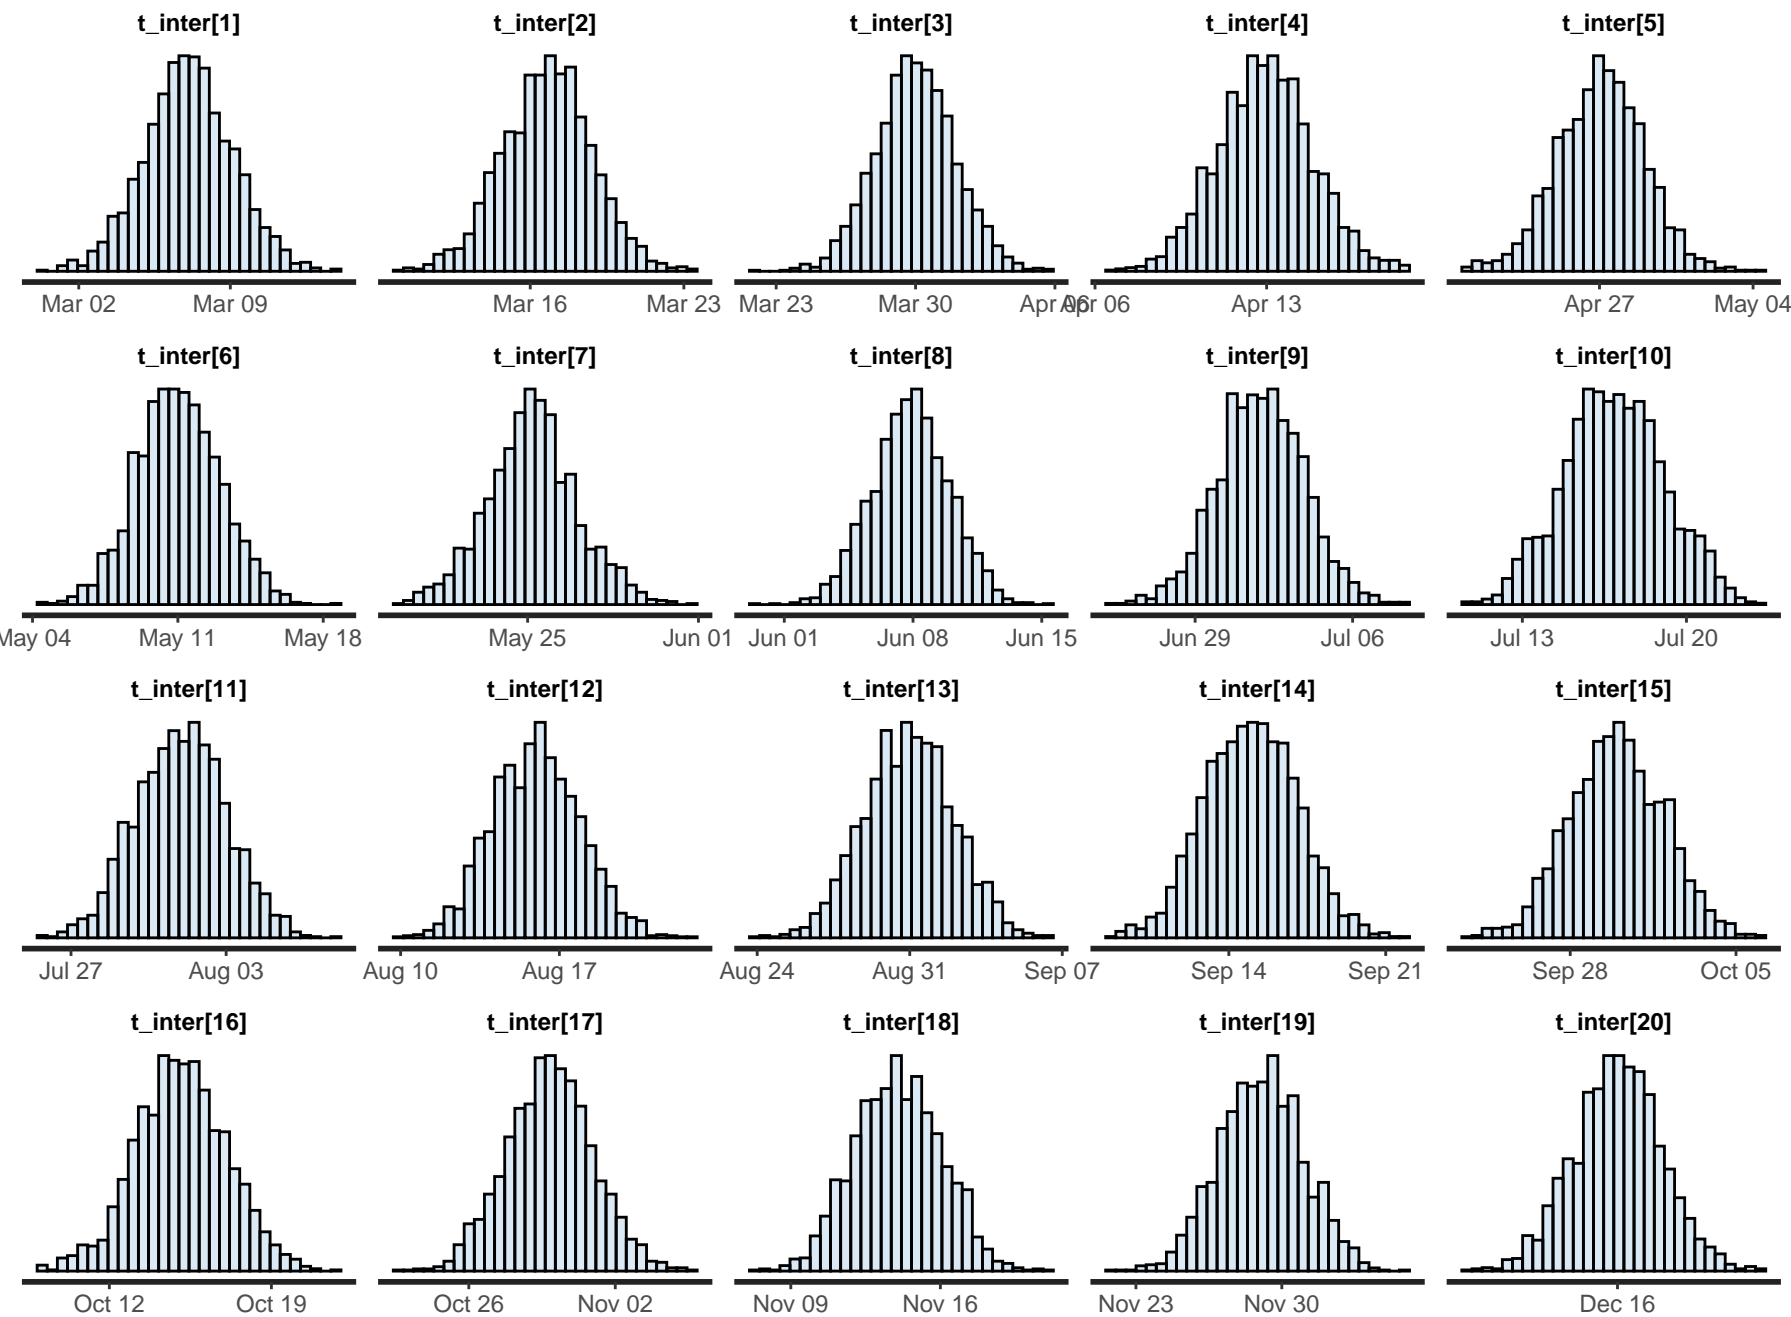 t_inter[1] t_inter[2] t_inter[3] t_inter[4] t_inter[5]
Mar 02 Mar 09 Mar 16 Mar 23 Mar 23 Mar 30 Apr 06 Apr 06 Apr 13 Apr 27 May 04
t_inter[6] t_inter[7] t_inter[8] t_inter[9] t_inter[10]
May 04 May 11 May 18 May 25 Jun 01 Jun 01 Jun 08 Jun 15 Jun 29 Jul 06 Jul 13 Jul 20
t_inter[11] t_inter[12] t_inter[13] t_inter[14] t_inter[15]
Jul 27 Aug 03 Aug 10 Aug 17 Aug 24 Aug 31 Sep 07 Sep 14 Sep 21 Sep 28 Oct 05
t_inter[16] t_inter[17] t_inter[18] t_inter[19] t_inter[20]
Oct 12 Oct 19 Oct 26 Nov 02 Nov 09 Nov 16 Nov 23 Nov 30 Dec 16